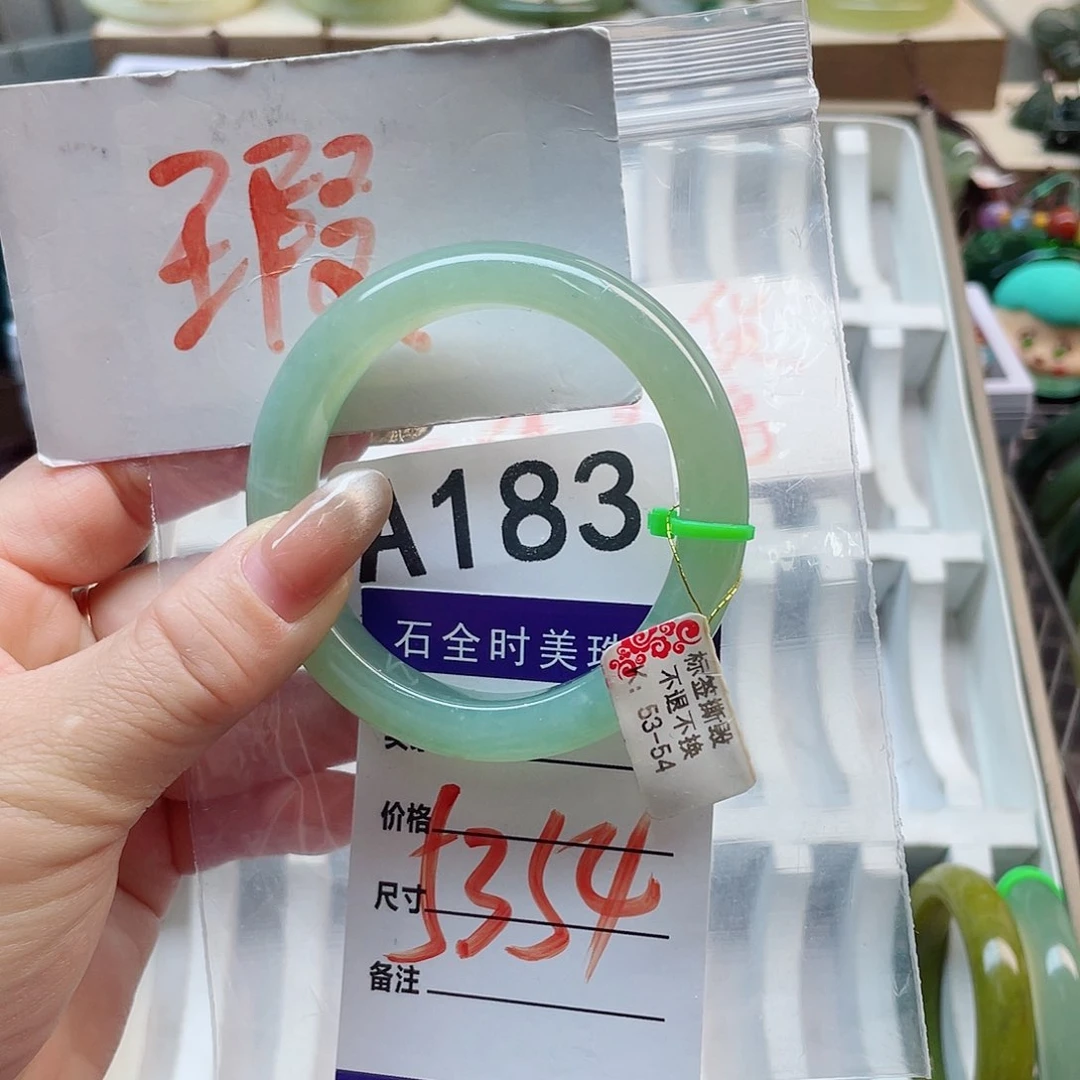 瑕
A183
石全时美珠
价格
5354
尺寸
备注
标签撕毁
不退不换
53-54